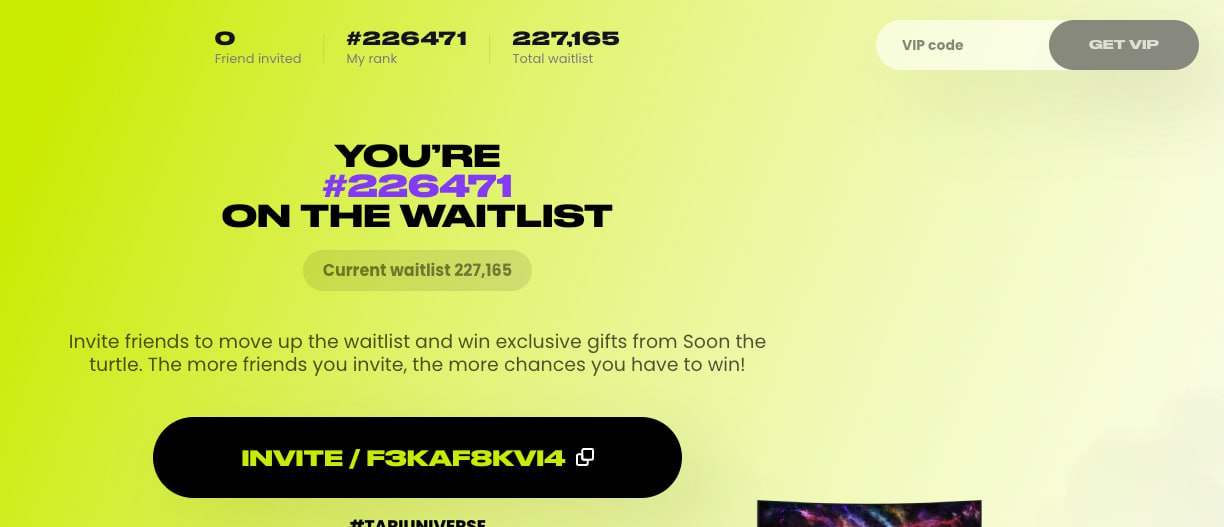 0
Friend invited
#226471
My rank
227,165
Total waitlist
VIP code
GET VIP
YOU’RE
#226471
ON THE WAITLIST
Current waitlist 227,165
Invite friends to move up the waitlist and win exclusive gifts from Soon the
turtle. The more friends you invite, the more chances you have to win!
INVITE / F3KAF8KVI4
#TARIUNIVERSE